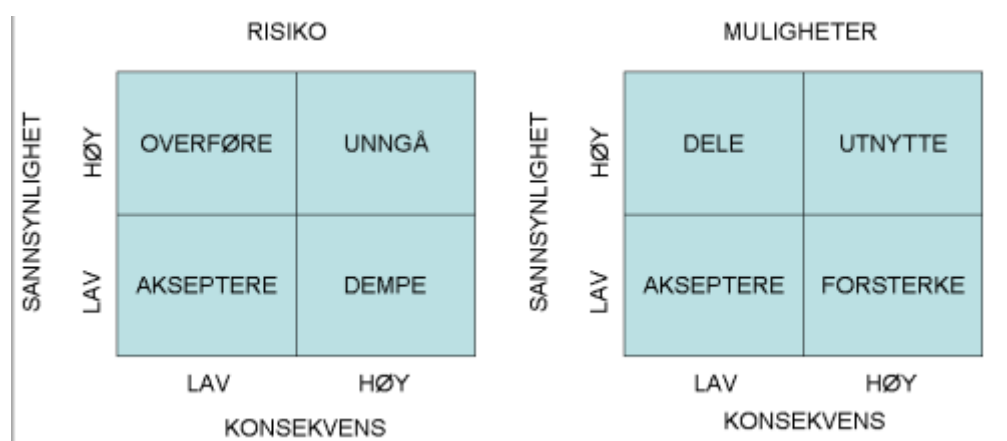 RISIKO
SANNSYNLIGHET
HØY
LAV
OVERFØRE
UNNGÅ
AKSEPTERE
DEMPE
LAV
HØY
KONSEKVENS
MULIGHETER
SANNSYNLIGHET
HØY
LAV
DELE
UTNYTTE
AKSEPTERE
FORSTERKE
LAV
HØY
KONSEKVENS